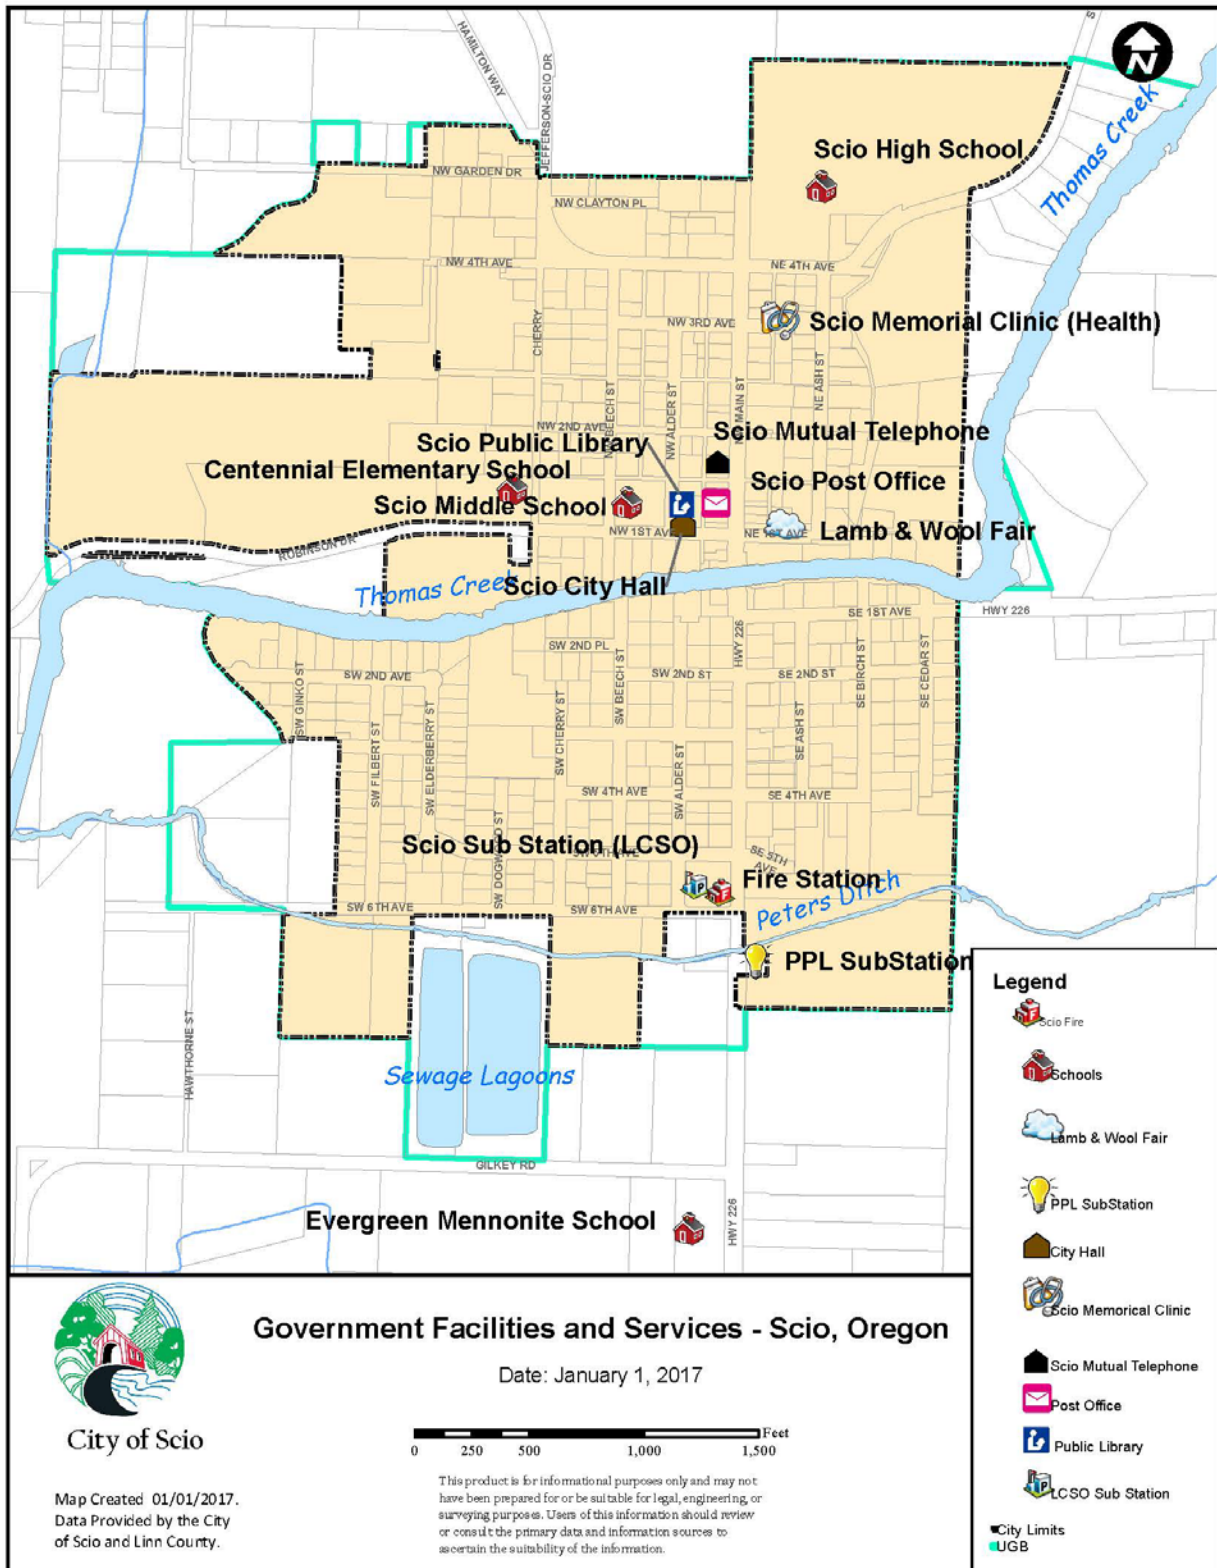 HAMILTON WAY
JEFFERSON-SCIO DR
S
N
Thomas Creek
Scio High School
NW GARDEN DR
NW CLAYTON PL
NW 4TH AVE
NE 4TH AVE
CHERRY
NW 3RD AVE
Scio Memorial Clinic (Health)
NE ASH ST
MAIN ST
NW ALDER ST
BEECH ST
NW 2ND AVE
Scio Mutual Telephone
Scio Public Library
Centennial Elementary School
Scio Post Office
Scio Middle School
NW 1ST AVE
NE 1ST AVE
Lamb & Wool Fair
ROBINSON DR
Thomas Creek
Scio City Hall
SE 1ST AVE
HWY 226
HWY 226
SW 2ND PL
SW 2ND AVE
SW 2ND ST
SE 2ND ST
SW GINKO ST
SW FILBERT ST
SW ELDERBERRY ST
SW CHERRY ST
SW BEECH ST
SW ALDER ST
SE ASH ST
SE BIRCH ST
SE CEDAR ST
SW 4TH AVE
SE 4TH AVE
SW DOGWOOD ST
Scio Sub Station (LCSO)
SE 5TH AVE
Fire Station
SW 6TH AVE
SW 6TH AVE
Peters Ditch
PPL SubStation
HAWTHORNE ST
Sewage Lagoons
GILKEY RD
Evergreen Mennonite School
HWY 226
Legend
Scio Fire
Schools
Lamb & Wool Fair
PPL SubStation
City Hall
Scio Memorical Clinic
Scio Mutual Telephone
Post Office
Public Library
LCSO Sub Station
City Limits
UGB
City of Scio
Map Created 01/01/2017.
Data Provided by the City
of Scio and Linn County.
Government Facilities and Services - Scio, Oregon
Date: January 1, 2017
Feet
0 250 500 1,000 1,500
This product is for informational purposes only and may not
have been prepared for or be suitable for legal, engineering, or
surveying purposes. Users of this information should review
or consult the primary data and information sources to
ascertain the suitability of the information.